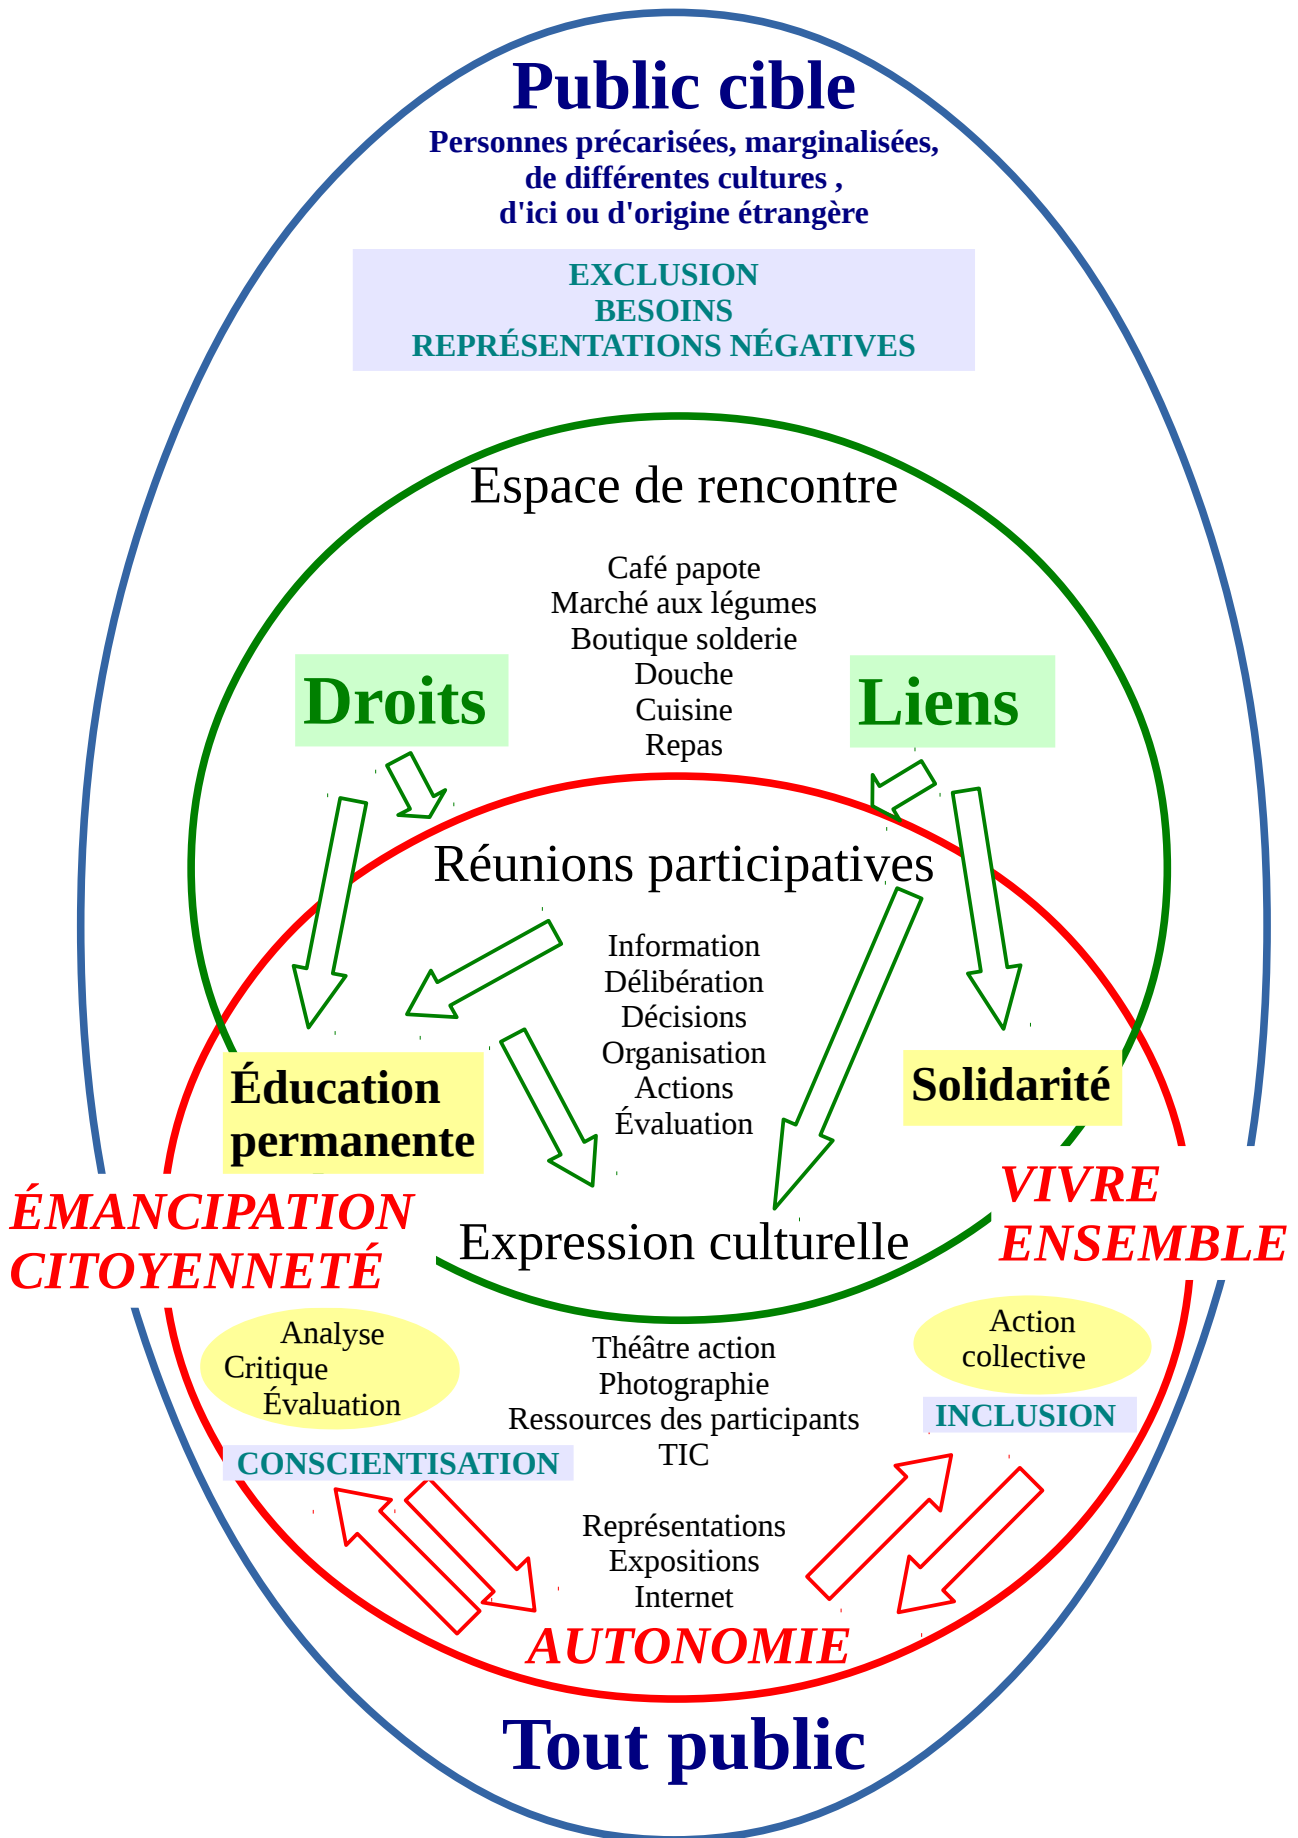 Public cible
Personnes précarisées, marginalisées,
de différentes cultures ,
d'ici ou d'origine étrangère
EXCLUSION
BESOINS
REPRÉSENTATIONS NÉGATIVES
Espace de rencontre
Café papote
Marché aux légumes
Boutique solderie
Douche
Cuisine
Repas
Droits
Liens
Réunions participatives
Information
Délibération
Décisions
Organisation
Actions
Évaluation
Éducation
permanente
Solidarité
ÉMANCIPATION
CITOYENNETÉ
VIVRE
ENSEMBLE
Expression culturelle
Analyse
Critique
Évaluation
Action
collective
Théâtre action
Photographie
Ressources des participants
TIC
CONSCIENTISATION
INCLUSION
Représentations
Expositions
Internet
AUTONOMIE
Tout public